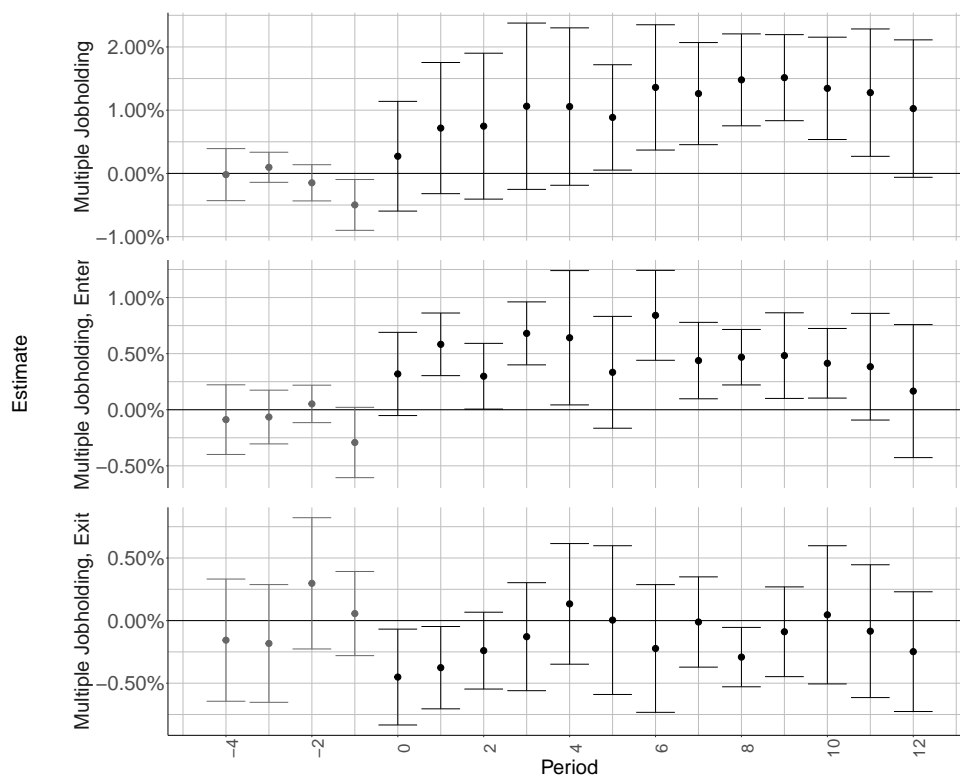 Estimate
Multiple Jobholding
2.00%
1.00%
0.00%
−1.00%
Multiple Jobholding, Enter
1.00%
0.50%
0.00%
−0.50%
Multiple Jobholding, Exit
0.50%
0.00%
−0.50%
−4 −2 0 2 4 6 8 10 12
Period